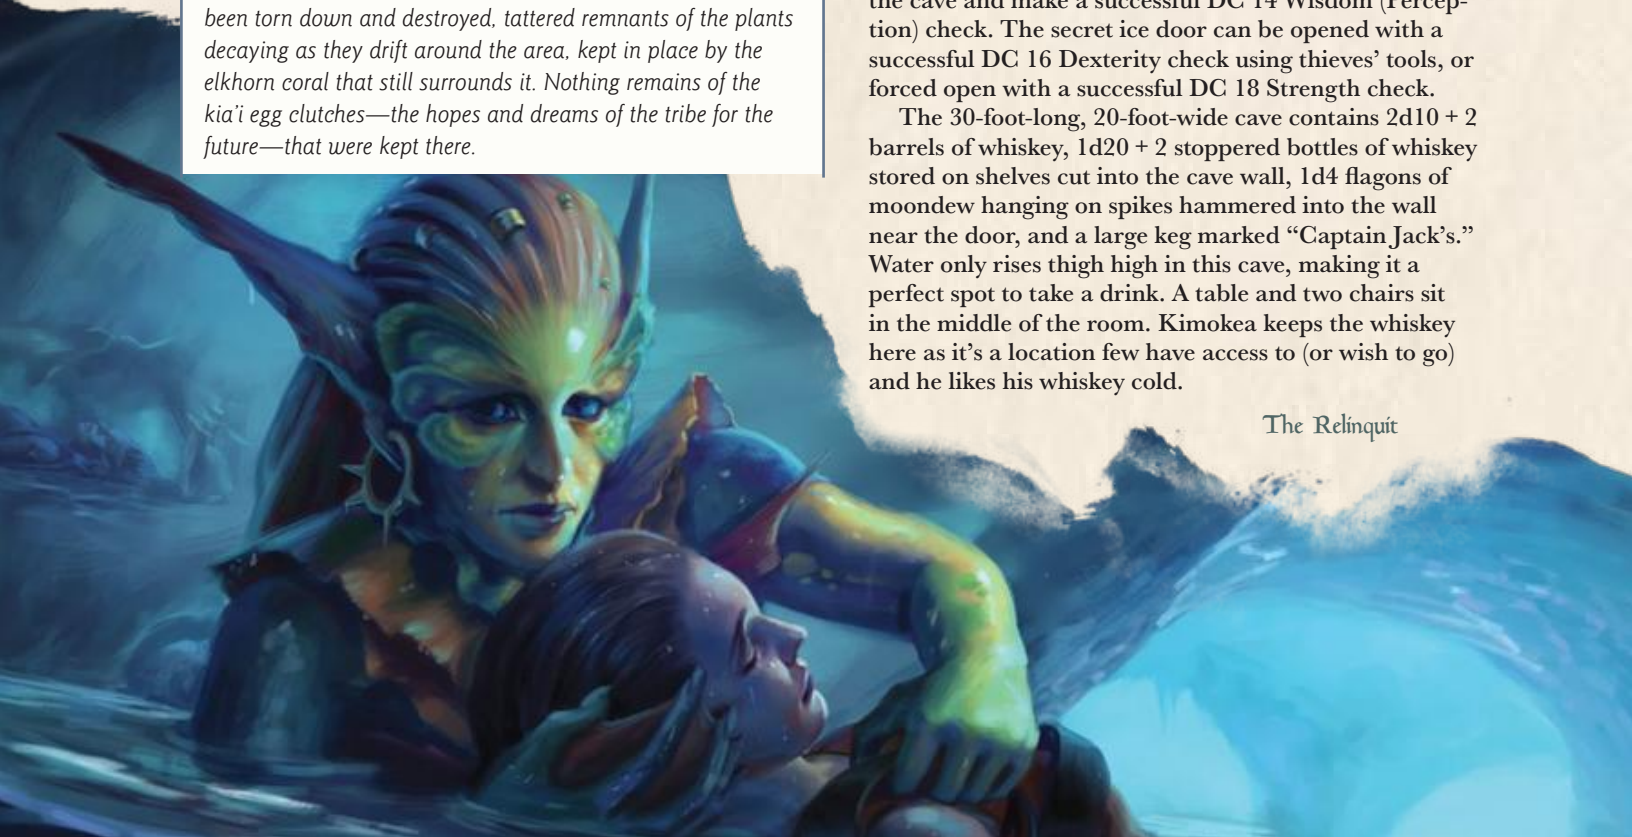 been torn down and destroyed, tattered remnants of the plants
decaying as they drift around the area, kept in place by the
elkhorn coral that still surrounds it. Nothing remains of the
kia'i egg clutches—the hopes and dreams of the tribe for the
future—that were kept there.
the cave and make a successful DC 14 Wisdom (Percep-
tion) check. The secret ice door can be opened with a
successful DC 16 Dexterity check using thieves’ tools, or
forced open with a successful DC 18 Strength check.
The 30-foot-long, 20-foot-wide cave contains 2d10 + 2
barrels of whiskey, 1d20 + 2 stoppered bottles of whiskey
stored on shelves cut into the cave wall, 1d4 flagons of
moondew hanging on spikes hammered into the wall
near the door, and a large keg marked “Captain Jack’s.”
Water only rises thigh high in this cave, making it a
perfect spot to take a drink. A table and two chairs sit
in the middle of the room. Kimokea keeps the whiskey
here as it’s a location few have access to (or wish to go)
and he likes his whiskey cold.
The Relinquit